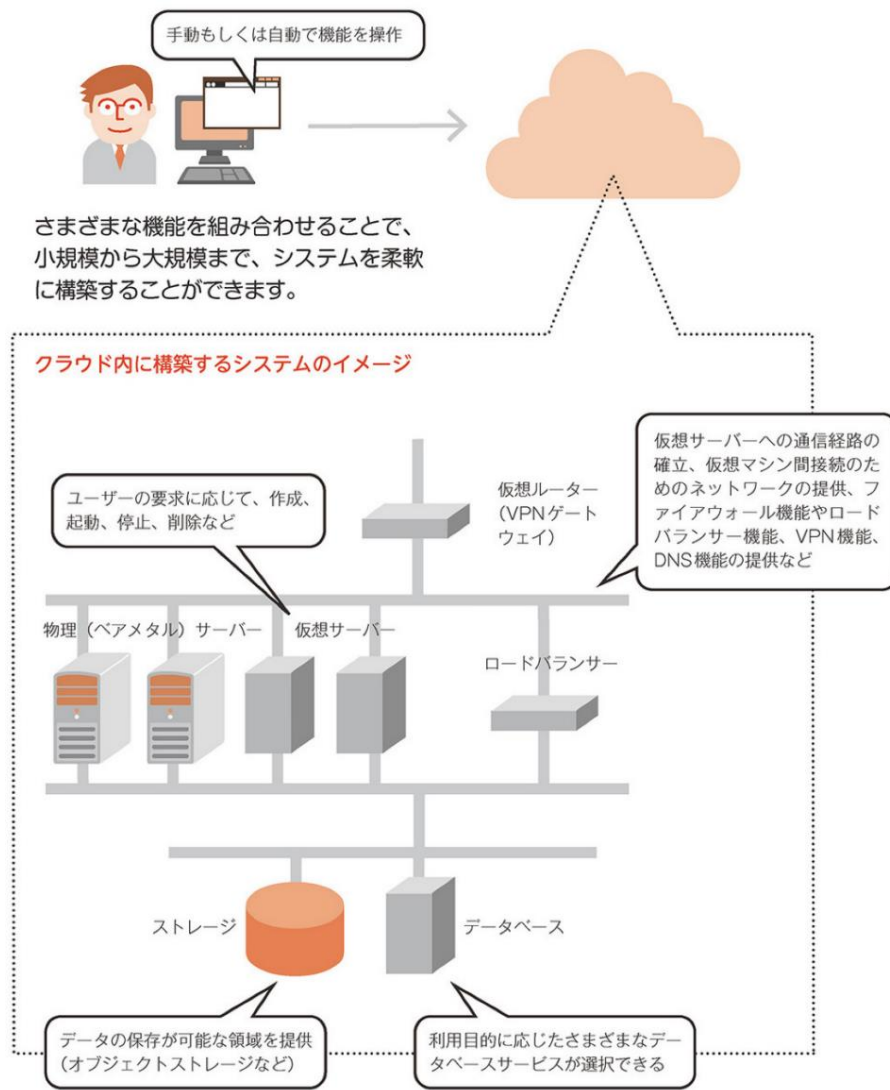 手動もしくは自動で機能を操作
さまざまな機能を組み合わせることで、
小規模から大規模まで、システムを柔軟
に構築することができます。
クラウド内に構築するシステムのイメージ
ユーザーの要求に応じて、作成、
起動、停止、削除など
仮想ルーター
（VPNゲート
ウェイ）
仮想サーバーへの通信経路の
確立、仮想マシン間接続のた
めのネットワークの提供、フ
ァイアウォール機能やロード
バランサー機能、VPN機能、
DNS機能の提供など
物理（ベアメタル）サーバー
仮想サーバー
ロードバランサー
ストレージ
データベース
データの保存が可能な領域を提供
（オブジェクトストレージなど）
利用目的に応じたさまざまなデー
タベースサービスが選択できる